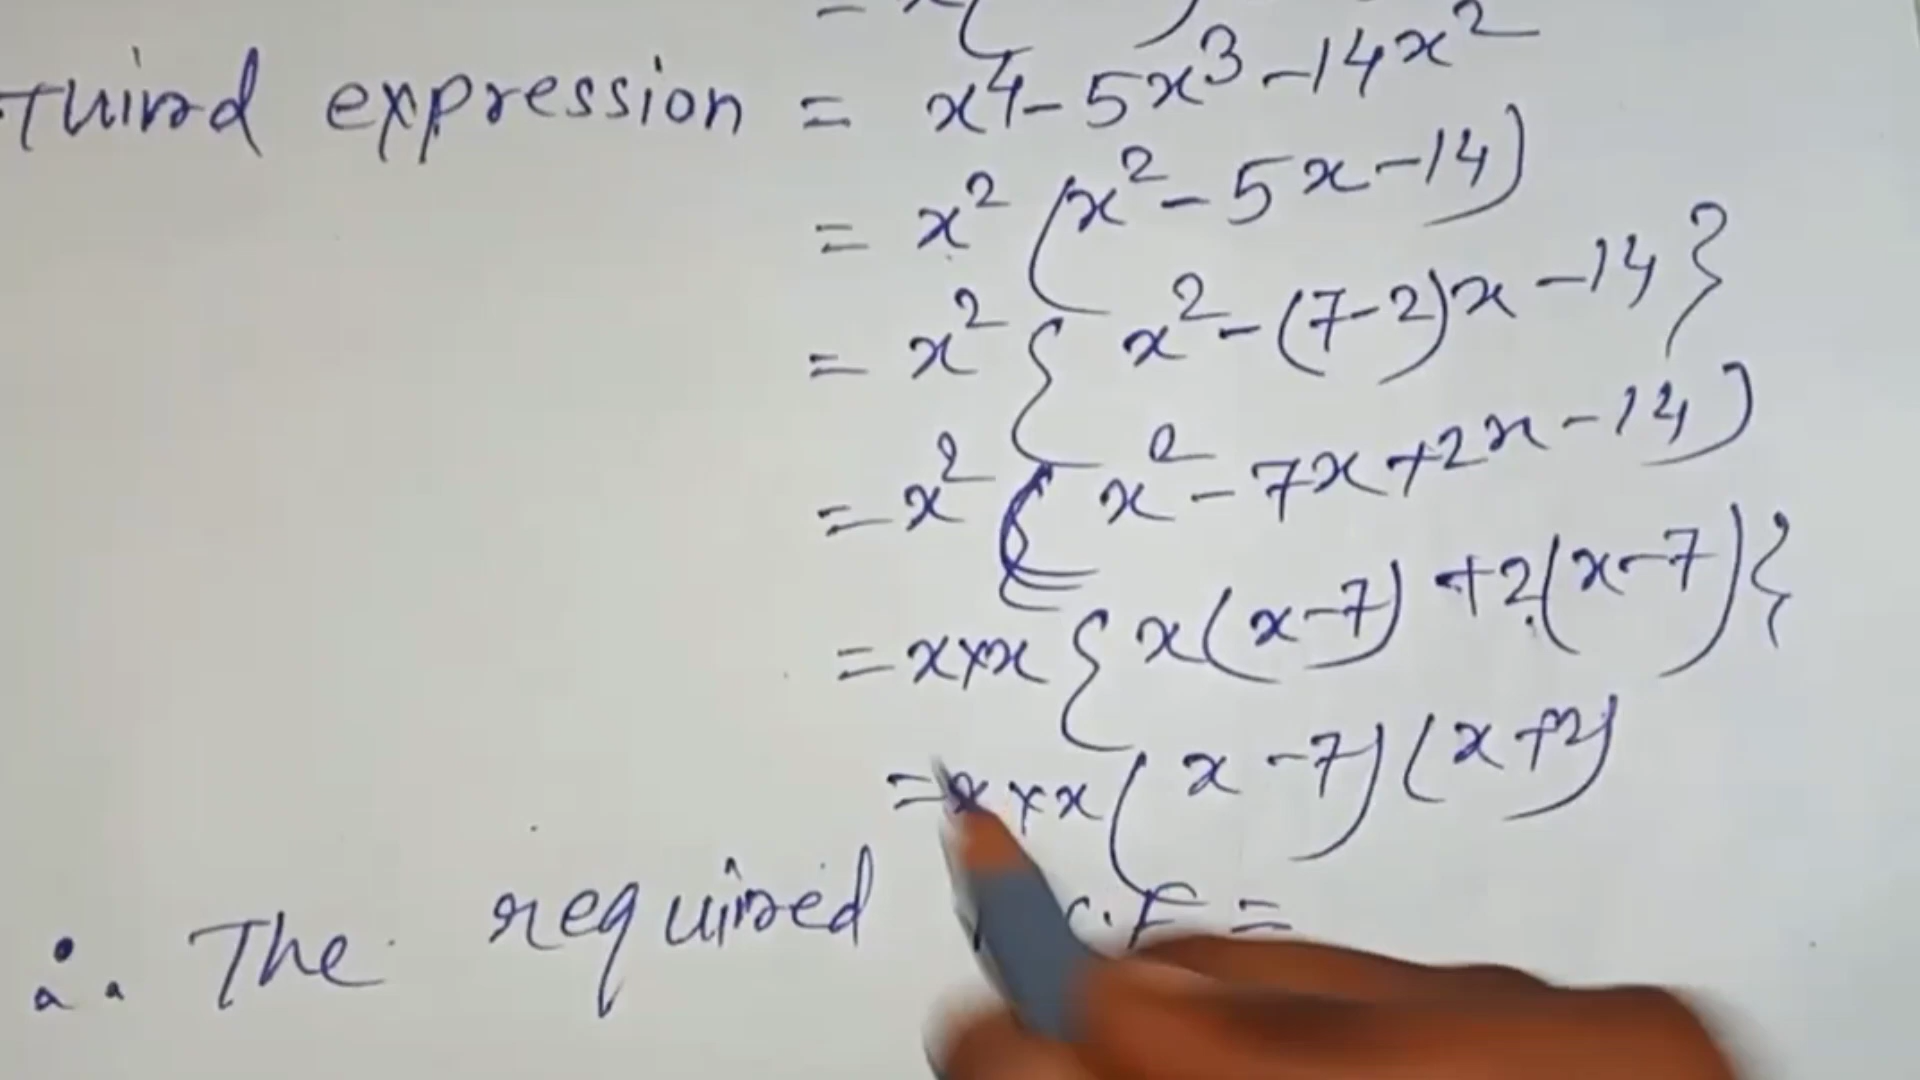 Third expression = x⁴ - 5x³ - 14x²
= x² (x² - 5x - 14)
= x² { x² - (7-2)x - 14 }
= x² ( x² - 7x + 2x - 14)
= x×x { x(x-7) + 2(x-7) }
= x×x ( x - 7) (x + 2)
∴ The required C.F =